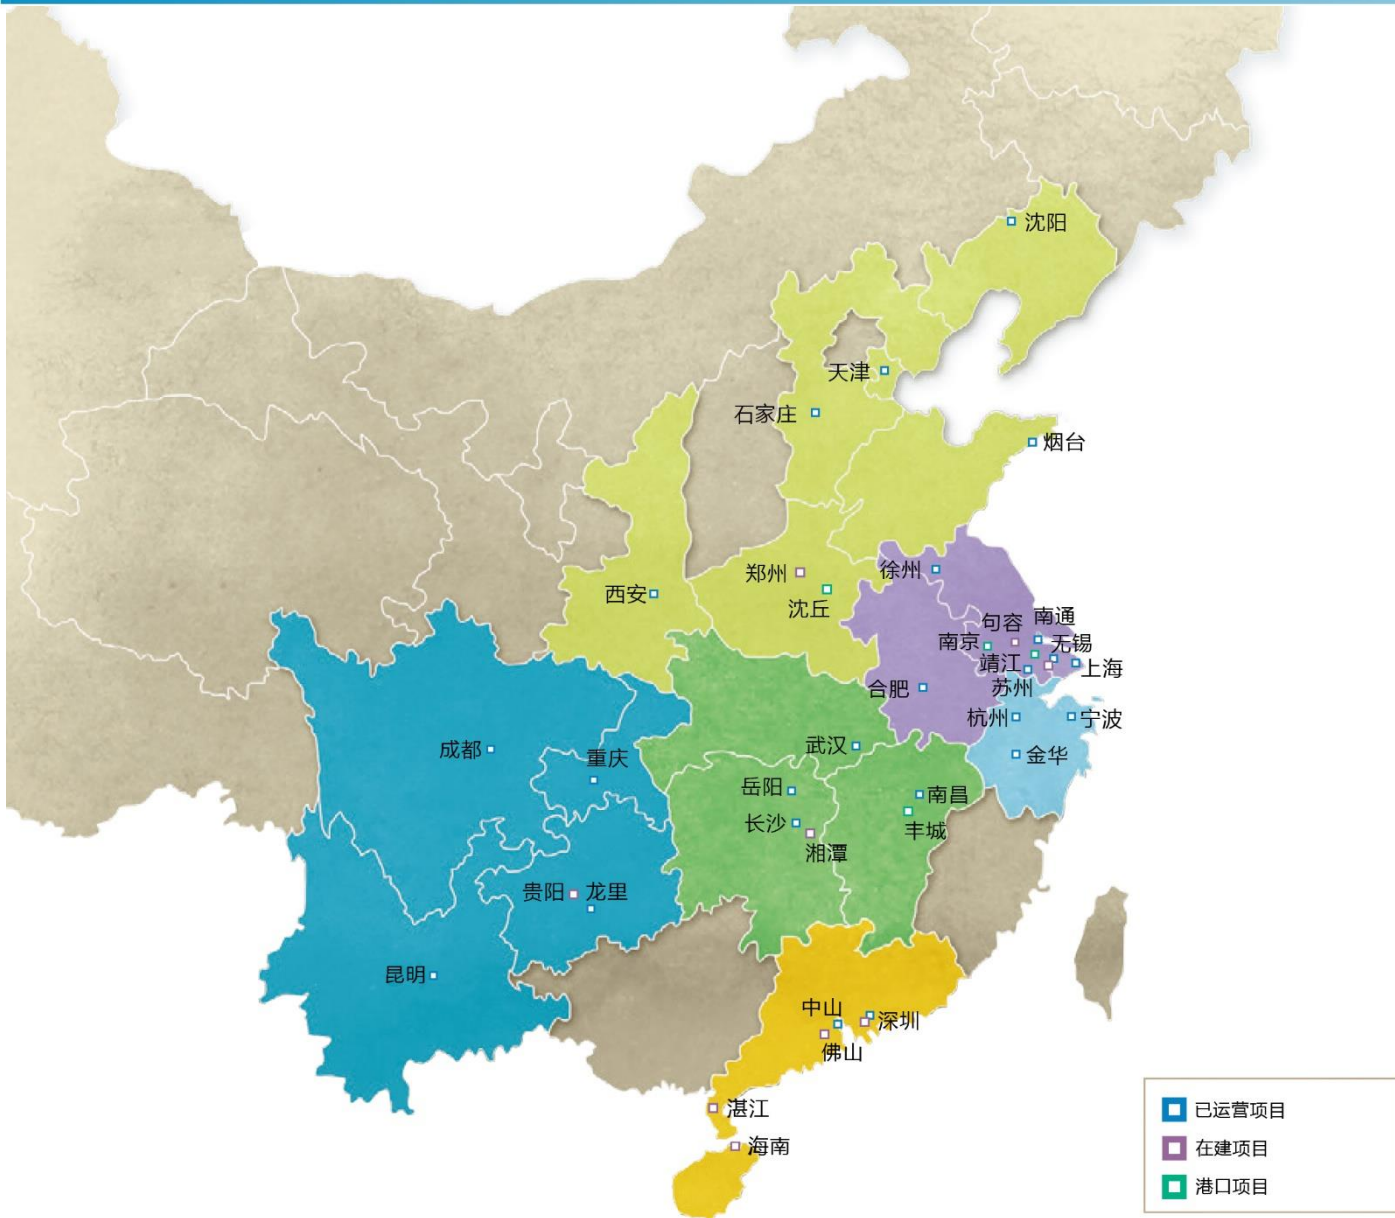 沈阳
天津
石家庄
烟台
郑州
徐州
西安
沈丘
句容
南通
南京
无锡
靖江
上海
合肥
苏州
杭州
宁波
成都
重庆
武汉
金华
岳阳
南昌
长沙
丰城
湘潭
贵阳
龙里
昆明
中山
深圳
佛山
湛江
海南
已运营项目
在建项目
港口项目